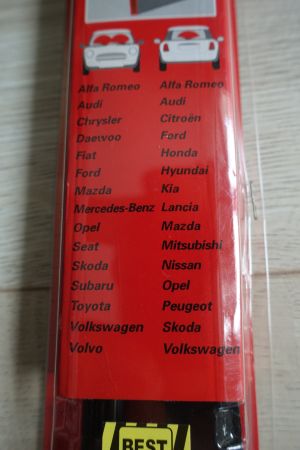 Alfa Romeo
Audi
Chrysler
Daewoo
Fiat
Ford
Mazda
Mercedes-Benz
Opel
Seat
Skoda
Subaru
Toyota
Volkswagen
Volvo
Alfa Romeo
Audi
Citroën
Ford
Honda
Hyundai
Kia
Lancia
Mazda
Mitsubishi
Nissan
Opel
Peugeot
Skoda
Volkswagen
BEST